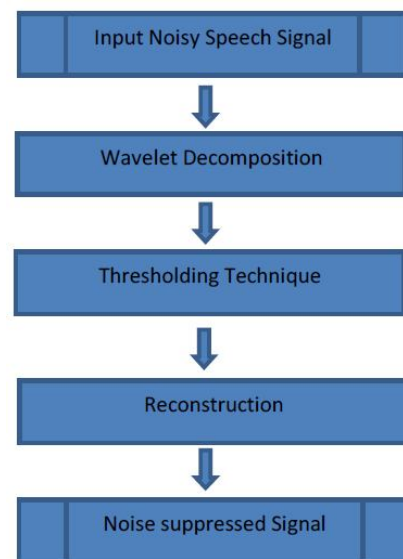 Input Noisy Speech Signal
Wavelet Decomposition
Thresholding Technique
Reconstruction
Noise suppressed Signal